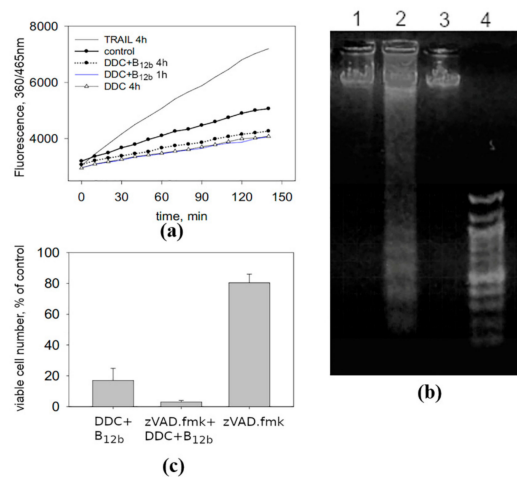 TRAIL 4h
control
DDC+B12b 4h
DDC+B12b 1h
DDC 4h
Fluorescence, 360/465nm
8000
6000
4000
0 30 60 90 120 150
time, min
(a)
1 2 3 4
(b)
viable cell number, % of control
100
80
60
40
20
0
DDC+
B12b
zVAD.fmk+
DDC+B12b
zVAD.fmk
(c)